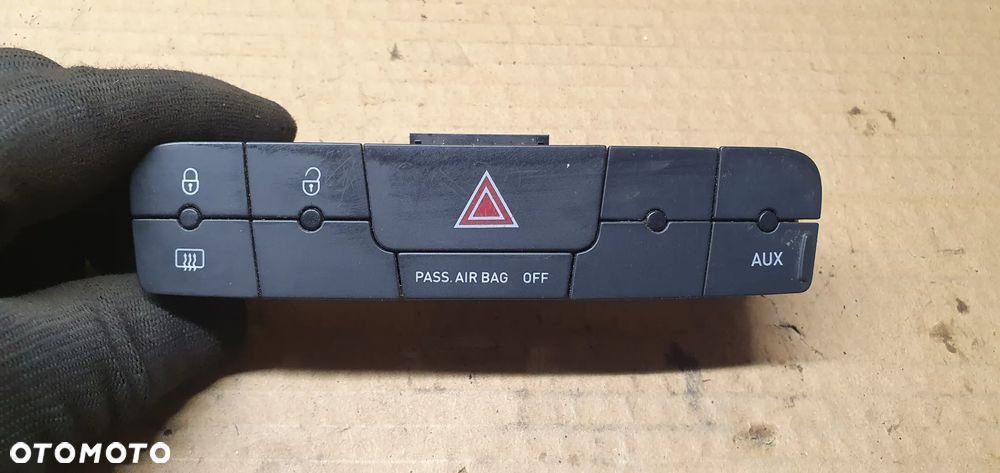 PASS. AIR BAG OFF
AUX
OTOMOTO